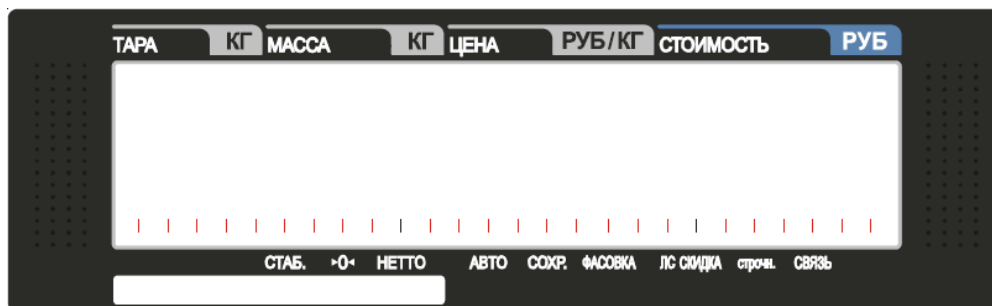 ТАРА КГ МАССА КГ ЦЕНА РУБ/КГ СТОИМОСТЬ РУБ
СТАБ. ▸0◂ НЕТТО АВТО СОХР. ФАСОВКА ЛС СКИДКА строчн. СВЯЗЬ